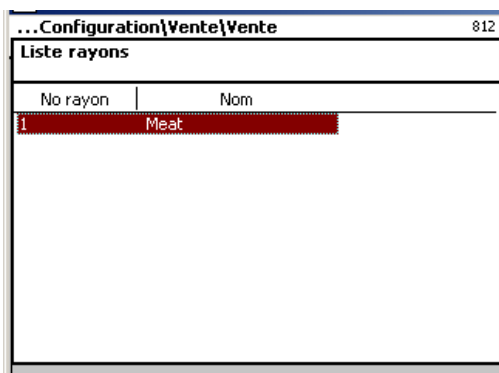 ...Configuration\Vente\Vente 812
Liste rayons
No rayon Nom
1 Meat